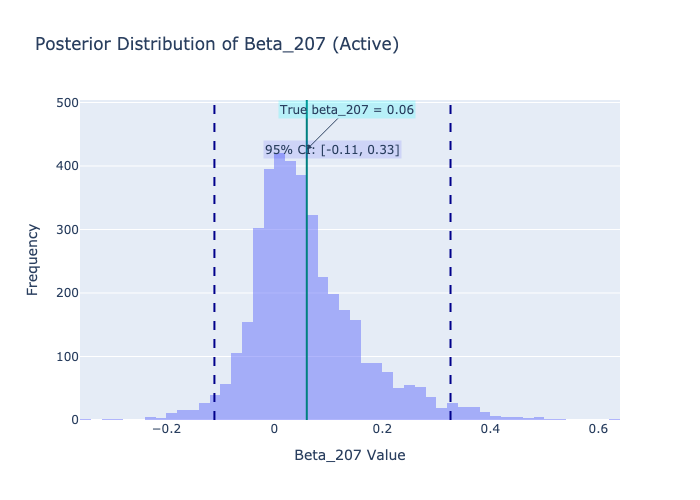 Posterior Distribution of Beta_207 (Active)
500
True beta_207 = 0.06
95% CI: [-0.11, 0.33]
400
300
200
100
0
Frequency
−0.2
0
0.2
0.4
0.6
Beta_207 Value